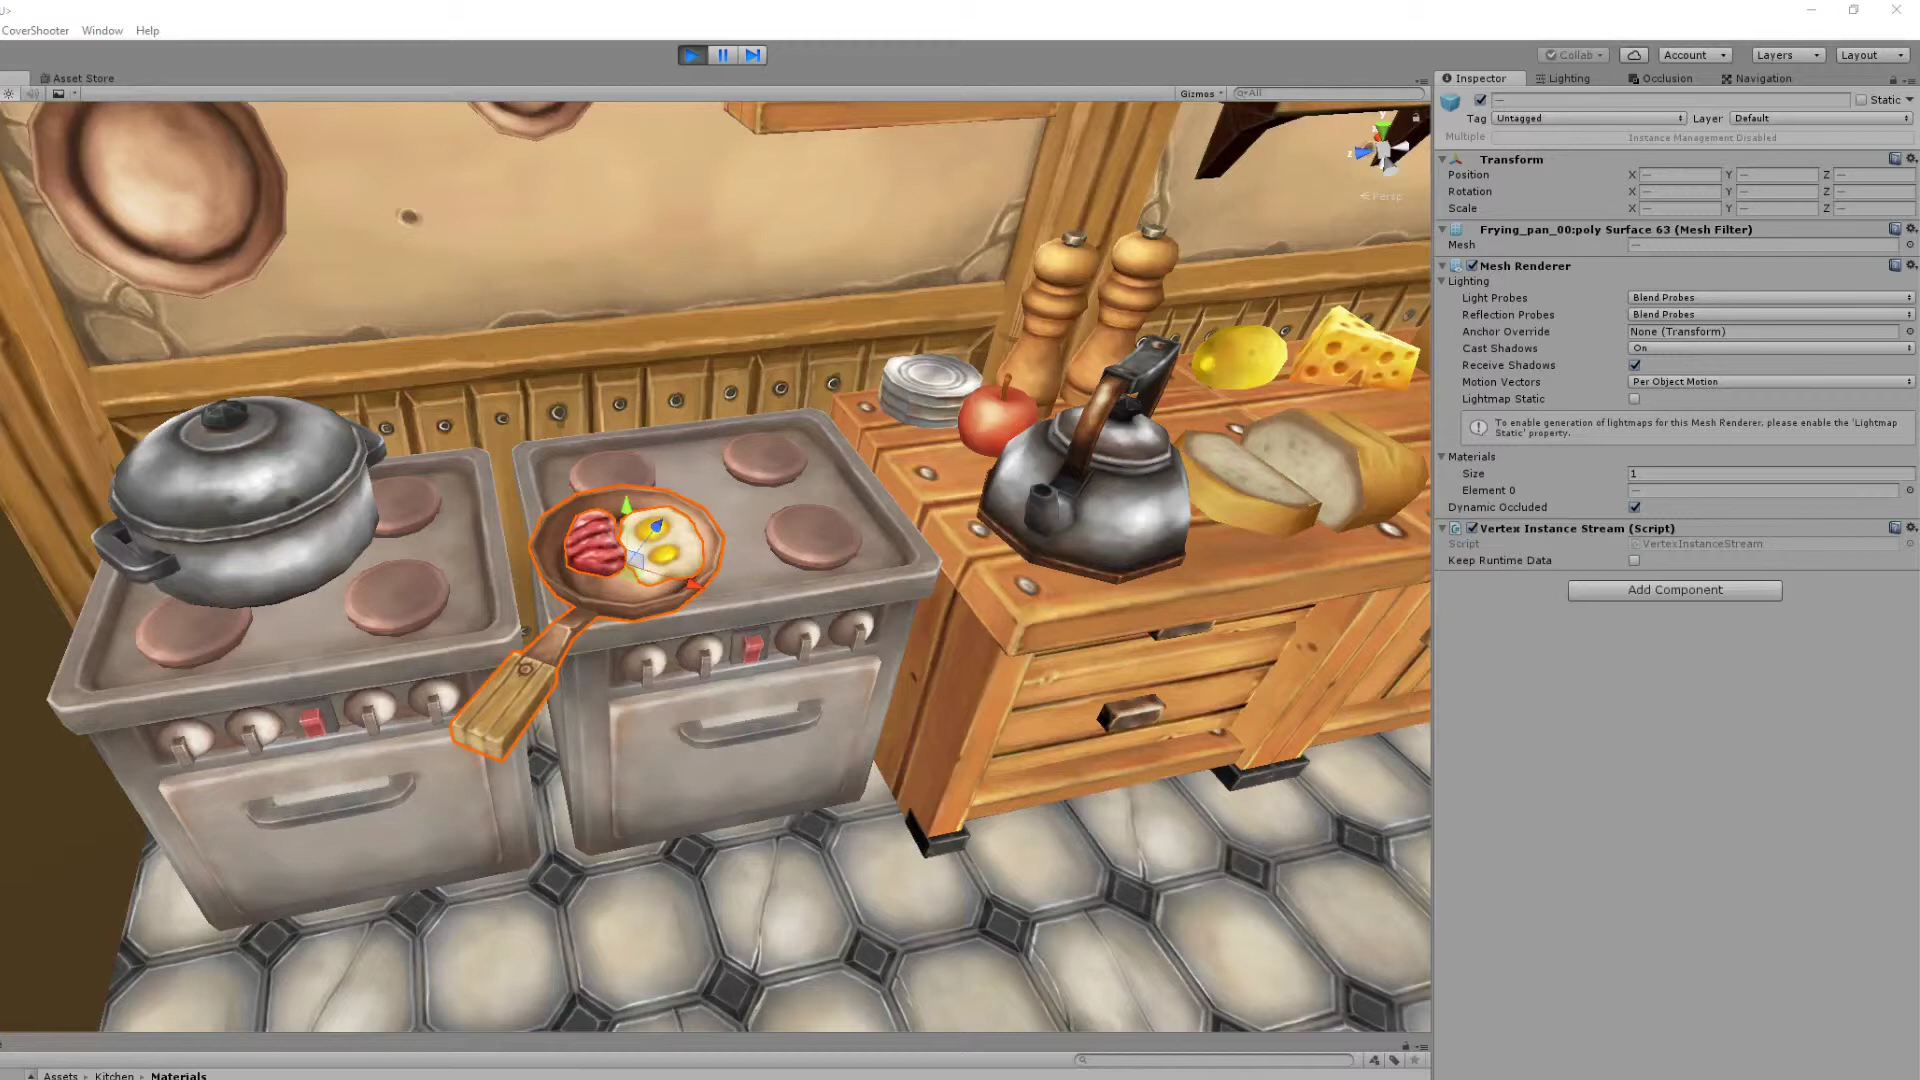 U>
CoverShooter Window Help
Collab Account Layers Layout
Asset Store
Inspector Lighting Occlusion Navigation
Gizmos All
Static
Tag Untagged Layer Default
Multiple Instance Management Disabled
y
z
Persp
Transform
Position X — Y — Z —
Rotation X — Y — Z —
Scale X — Y — Z —
Frying_pan_00:poly Surface 63 (Mesh Filter)
Mesh —
Mesh Renderer
Lighting
Light Probes Blend Probes
Reflection Probes Blend Probes
Anchor Override None (Transform)
Cast Shadows On
Receive Shadows
Motion Vectors Per Object Motion
Lightmap Static
To enable generation of lightmaps for this Mesh Renderer, please enable the 'Lightmap
Static' property.
Materials
Size 1
Element 0 —
Dynamic Occluded
Vertex Instance Stream (Script)
Script VertexInstanceStream
Keep Runtime Data
Add Component
Assets Kitchen Materials